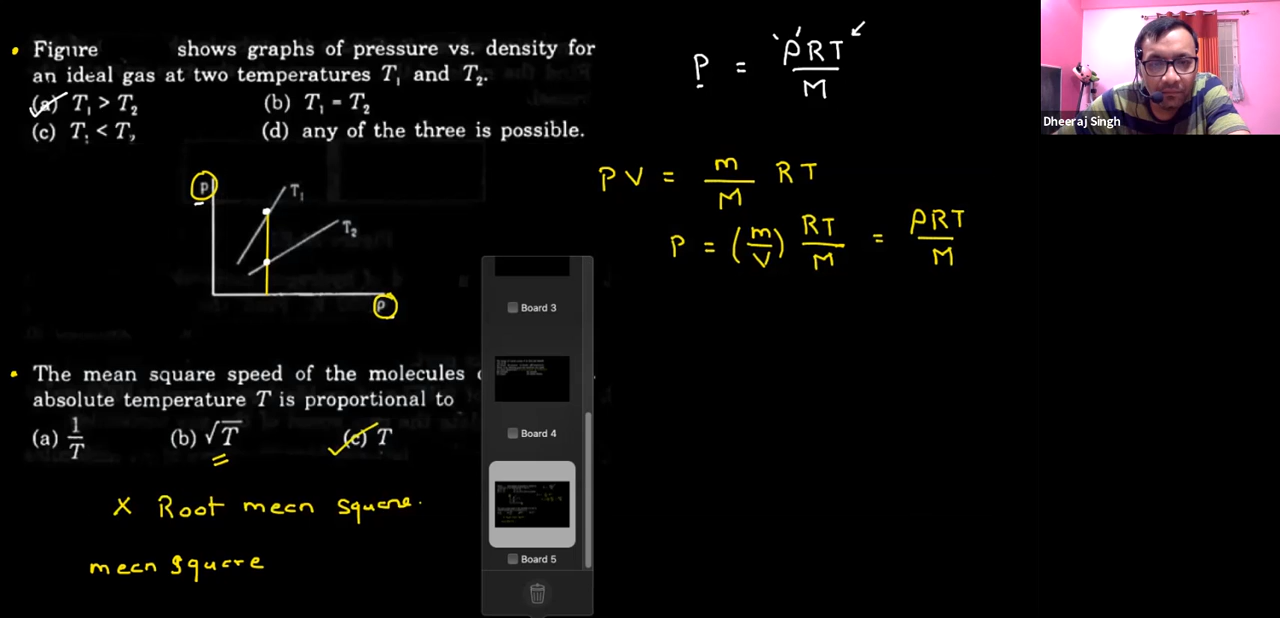 • Figure shows graphs of pressure vs. density for
an ideal gas at two temperatures T₁ and T₂.
(a) T₁ > T₂ (b) T₁ = T₂
(c) T₁ < T₂ (d) any of the three is possible.
p
T₁
T₂
ρ
• The mean square speed of the molecules
absolute temperature T is proportional to
(a) 1/T (b) √T (c) T
x Root mean square.
mean square
P = ρRT/M
PV = m/M RT
P = (m/V) RT/M = ρRT/M
Board 3
Board 4
Board 5
Dheeraj Singh